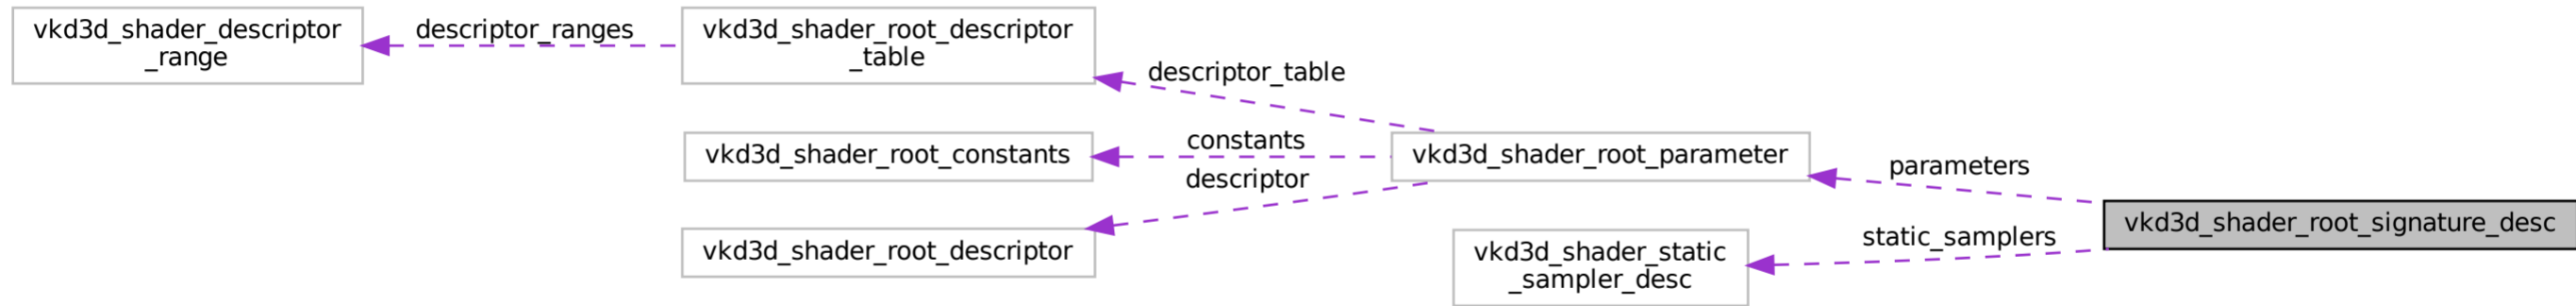 vkd3d_shader_descriptor
_range
descriptor_ranges
vkd3d_shader_root_descriptor
_table
descriptor_table
vkd3d_shader_root_constants
constants
vkd3d_shader_root_parameter
descriptor
vkd3d_shader_root_descriptor
parameters
vkd3d_shader_root_signature_desc
static_samplers
vkd3d_shader_static
_sampler_desc